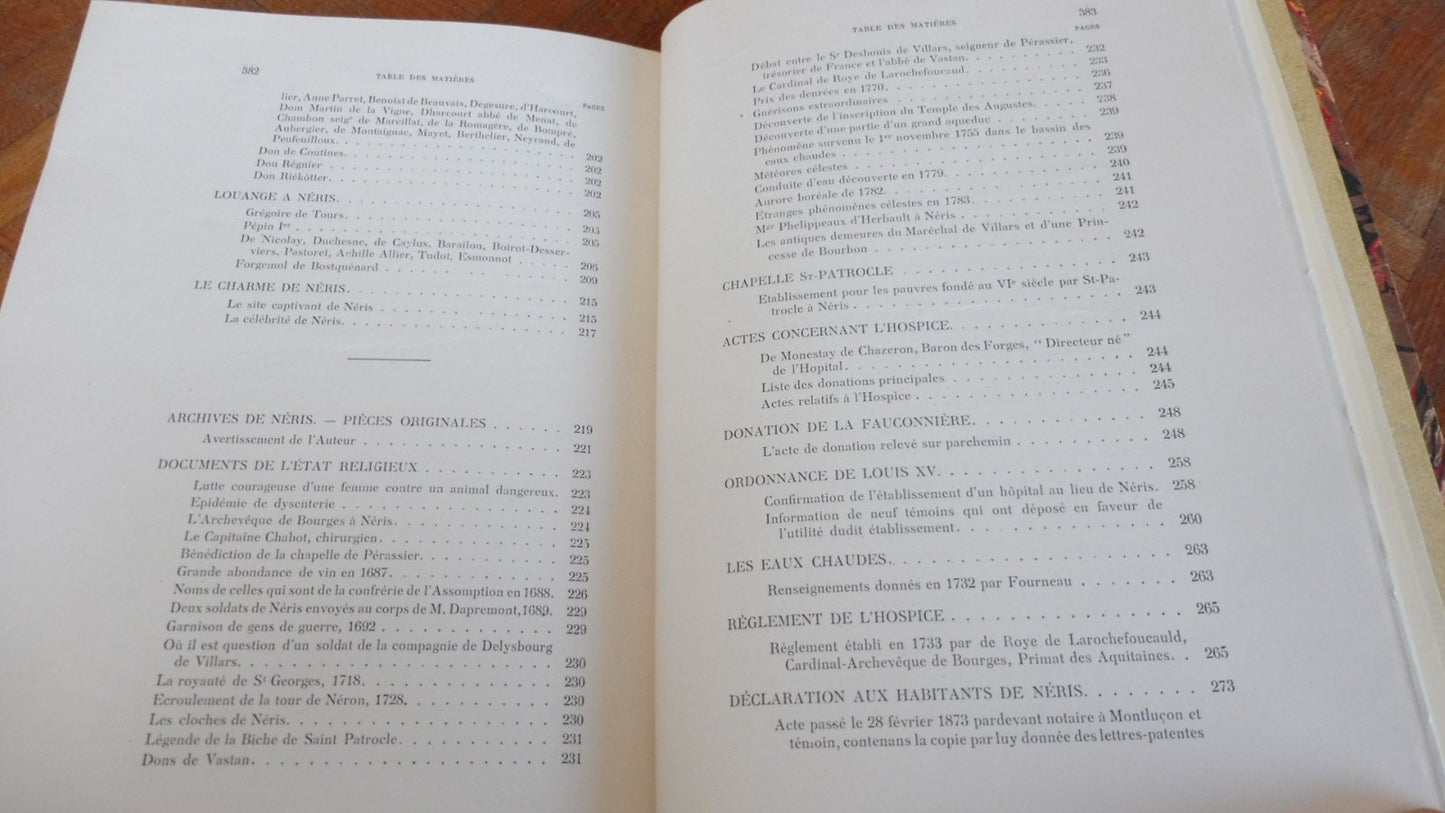 382
TABLE DES MATIÈRES
PAGES
lier, Anne Parret, Benoist de Beauvais, Degesure, d'Harcourt,
Dom Martin de la Vigne, Dharcourt abbé de Menat, de
Chambon seigr de Marcillat, de la Romagère, de Bompré,
Aubergier, de Montaignac, Mayet, Berthelier, Neyrand, de
Peufeuilloux. . . . . . . . . . . . . . . 202
Don de Coutines. . . . . . . . . . . . . . . 202
Don Régnier . . . . . . . . . . . . . . . 202
Don Riékötter. . . . . . . . . . . . . . . 202
LOUANGE A NÉRIS. . . . . . . . . . . . . . . 205
Grégoire de Tours. . . . . . . . . . . . . . . 205
Pépin Ier . . . . . . . . . . . . . . . 205
De Nicolay, Duchesne, de Caylus, Barailon, Boirot-Desser-
viers, Pastoret, Achille Allier, Tudot, Esmonnot . . . . . 206
Forgemol de Bostquénard . . . . . . . . . . . . 209
LE CHARME DE NÉRIS. . . . . . . . . . . . . . . 215
Le site captivant de Néris . . . . . . . . . . . . 215
La célébrité de Néris. . . . . . . . . . . . . . . 217
ARCHIVES DE NÉRIS. — PIÈCES ORIGINALES . . . . . . 219
Avertissement de l'Auteur . . . . . . . . . . . . 221
DOCUMENTS DE L'ÉTAT RELIGIEUX . . . . . . . . . . 223
Lutte courageuse d'une femme contre un animal dangereux. 223
Epidémie de dysenterie . . . . . . . . . . . . . 224
L'Archevêque de Bourges à Néris. . . . . . . . . . . 224
Le Capitaine Chabot, chirurgien. . . . . . . . . . . 225
Bénédiction de la chapelle de Pérassier. . . . . . . . . 225
Grande abondance de vin en 1687. . . . . . . . . . . 225
Noms de celles qui sont de la confrérie de l'Assomption en 1688. 226
Deux soldats de Néris envoyés au corps de M. Dapremont, 1689. 229
Garnison de gens de guerre, 1692 . . . . . . . . . . . 229
Où il est question d'un soldat de la compagnie de Delysbourg
de Villars. . . . . . . . . . . . . . . 230
La royauté de St Georges, 1718. . . . . . . . . . . . 230
Ecroulement de la tour de Néron, 1728. . . . . . . . . 230
Les cloches de Néris. . . . . . . . . . . . . . . 230
Légende de la Biche de Saint Patrocle. . . . . . . . . . 231
Dons de Vastan. . . . . . . . . . . . . . . 231
TABLE DES MATIÈRES
383
PAGES
Débat entre le St Desbouis de Villars, seigneur de Pérassier,
trésorier de France et l'abbé de Vastan. . . . . . . . . 232
Le Cardinal de Roye de Larochefoucaud. . . . . . . . . 233
Prix des denrées en 1770. . . . . . . . . . . . . . 236
Guérisons extraordinaires . . . . . . . . . . . . . 237
Découverte de l'inscription du Temple des Augustes. . . . . 238
Découverte d'une partie d'un grand aqueduc . . . . . . . 239
Phénomène survenu le 1er novembre 1755 dans le bassin des
eaux chaudes . . . . . . . . . . . . . . . 239
Météores célestes . . . . . . . . . . . . . . . 239
Conduite d'eau découverte en 1779. . . . . . . . . . . 240
Aurore boréale de 1782. . . . . . . . . . . . . . 241
Etranges phénomènes célestes en 1783. . . . . . . . . . 241
Mgr Phelippeaux d'Herbault à Néris . . . . . . . . . . 242
Les antiques demeures du Maréchal de Villars et d'une Prin-
cesse de Bourbon . . . . . . . . . . . . . . . 242
CHAPELLE ST-PATROCLE . . . . . . . . . . . . . . 243
Etablissement pour les pauvres fondé au VIe siècle par St-Pa-
trocle à Néris . . . . . . . . . . . . . . . 243
ACTES CONCERNANT L'HOSPICE. . . . . . . . . . . . 244
De Monestay de Chazeron, Baron des Forges, “ Directeur né ”
de l'Hopital. . . . . . . . . . . . . . . 244
Liste des donations principales . . . . . . . . . . . 244
Actes relatifs à l'Hospice . . . . . . . . . . . . . 245
DONATION DE LA FAUCONNIÈRE. . . . . . . . . . . . 248
L'acte de donation relevé sur parchemin . . . . . . . . . 248
ORDONNANCE DE LOUIS XV. . . . . . . . . . . . . . 258
Confirmation de l'établissement d'un hôpital au lieu de Néris. 258
Information de neuf témoins qui ont déposé en faveur de
l'utilité dudit établissement. . . . . . . . . . . . . 260
LES EAUX CHAUDES. . . . . . . . . . . . . . . 263
Renseignements donnés en 1732 par Fourneau . . . . . . . 263
RÈGLEMENT DE L'HOSPICE . . . . . . . . . . . . . 265
Règlement établi en 1733 par de Roye de Larochefoucauld,
Cardinal-Archevêque de Bourges, Primat des Aquitaines. . 265
DÉCLARATION AUX HABITANTS DE NÉRIS. . . . . . . . 273
Acte passé le 28 février 1873 pardevant notaire à Montluçon et
témoin, contenans la copie par luy donnée des lettres-patentes